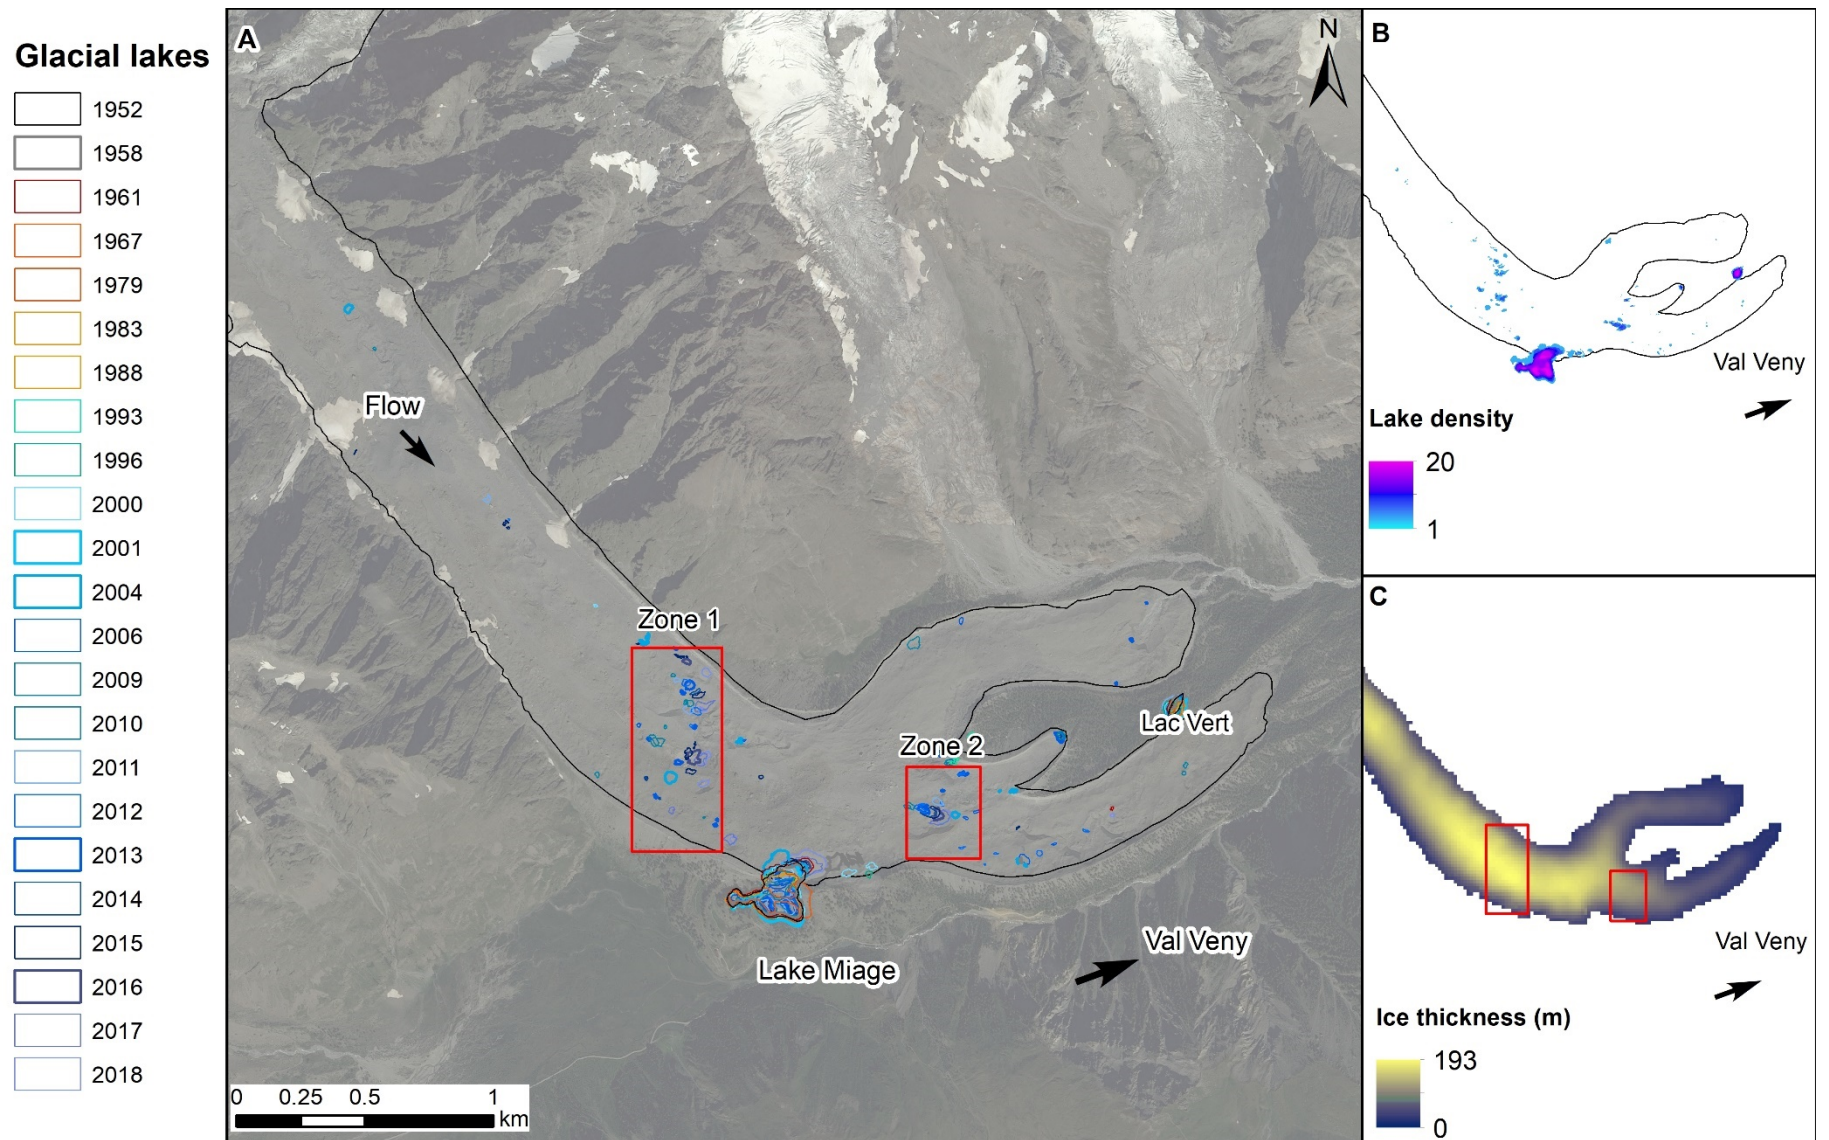 Glacial lakes
1952
1958
1961
1967
1979
1983
1988
1993
1996
2000
2001
2004
2006
2009
2010
2011
2012
2013
2014
2015
2016
2017
2018
A
N
Flow
Zone 1
Zone 2
Lac Vert
Lake Miage
Val Veny
0 0.25 0.5 1
km
B
Val Veny
Lake density
20
1
C
Val Veny
Ice thickness (m)
193
0